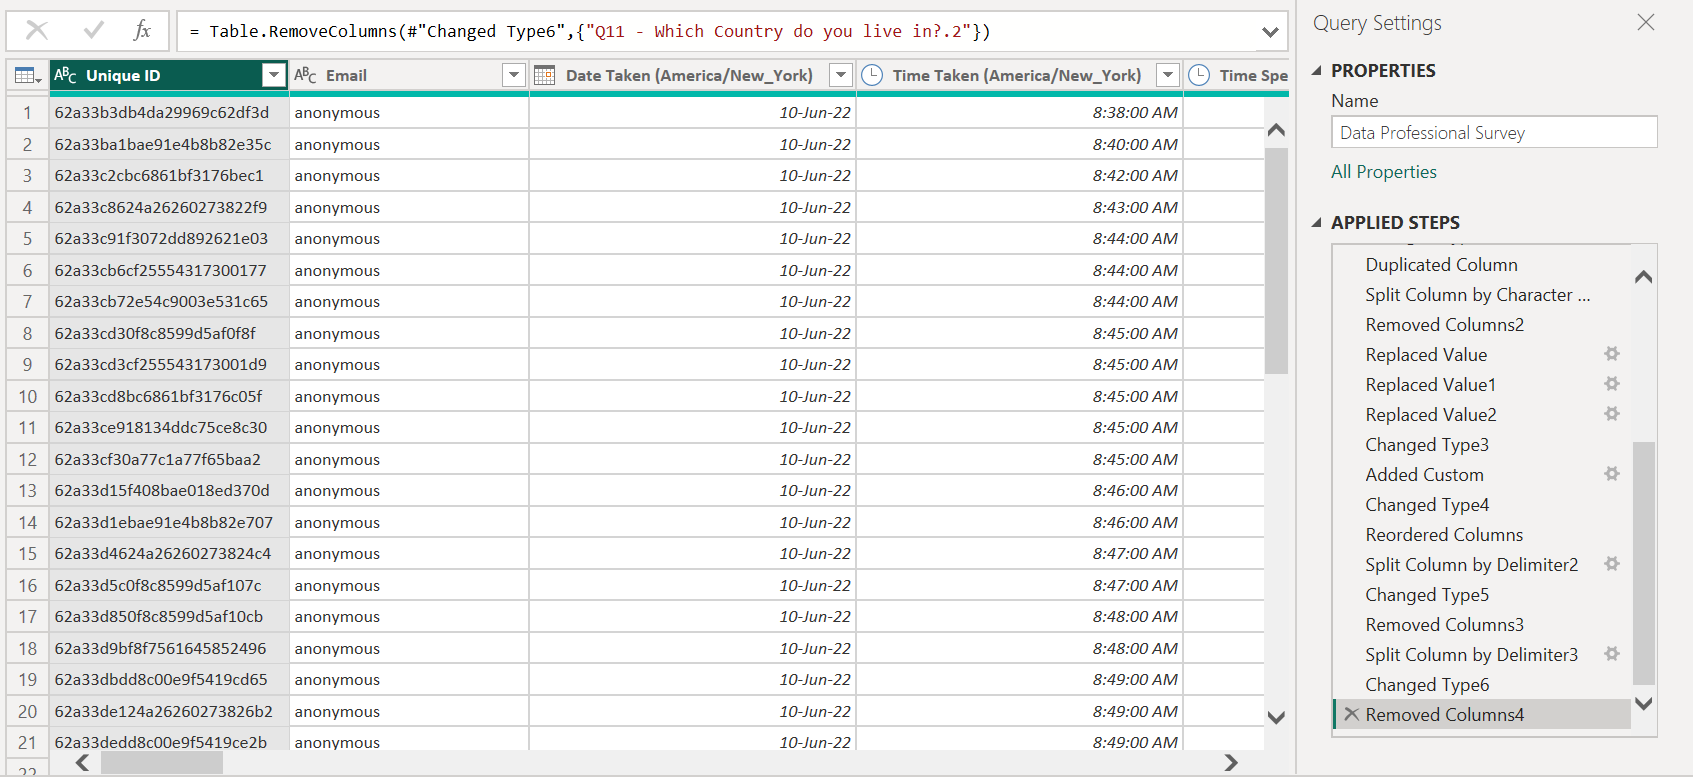 fx
= Table.RemoveColumns(#"Changed Type6",{"Q11 - Which Country do you live in?.2"})
ABC Unique ID ABC Email Date Taken (America/New_York) Time Taken (America/New_York) Time Spe
1 62a33b3db4da29969c62df3d anonymous 10-Jun-22 8:38:00 AM
2 62a33ba1bae91e4b8b82e35c anonymous 10-Jun-22 8:40:00 AM
3 62a33c2cbc6861bf3176bec1 anonymous 10-Jun-22 8:42:00 AM
4 62a33c8624a26260273822f9 anonymous 10-Jun-22 8:43:00 AM
5 62a33c91f3072dd892621e03 anonymous 10-Jun-22 8:44:00 AM
6 62a33cb6cf25554317300177 anonymous 10-Jun-22 8:44:00 AM
7 62a33cb72e54c9003e531c65 anonymous 10-Jun-22 8:44:00 AM
8 62a33cd30f8c8599d5af0f8f anonymous 10-Jun-22 8:45:00 AM
9 62a33cd3cf255543173001d9 anonymous 10-Jun-22 8:45:00 AM
10 62a33cd8bc6861bf3176c05f anonymous 10-Jun-22 8:45:00 AM
11 62a33ce918134ddc75ce8c30 anonymous 10-Jun-22 8:45:00 AM
12 62a33cf30a77c1a77f65baa2 anonymous 10-Jun-22 8:45:00 AM
13 62a33d15f408bae018ed370d anonymous 10-Jun-22 8:46:00 AM
14 62a33d1ebae91e4b8b82e707 anonymous 10-Jun-22 8:46:00 AM
15 62a33d4624a26260273824c4 anonymous 10-Jun-22 8:47:00 AM
16 62a33d5c0f8c8599d5af107c anonymous 10-Jun-22 8:47:00 AM
17 62a33d850f8c8599d5af10cb anonymous 10-Jun-22 8:48:00 AM
18 62a33d9bf8f7561645852496 anonymous 10-Jun-22 8:48:00 AM
19 62a33dbdd8c00e9f5419cd65 anonymous 10-Jun-22 8:49:00 AM
20 62a33de124a26260273826b2 anonymous 10-Jun-22 8:49:00 AM
21 62a33dedd8c00e9f5419ce2b anonymous 10-Jun-22 8:49:00 AM
22
Query Settings
PROPERTIES
Name
Data Professional Survey
All Properties
APPLIED STEPS
Duplicated Column
Split Column by Character ...
Removed Columns2
Replaced Value
Replaced Value1
Replaced Value2
Changed Type3
Added Custom
Changed Type4
Reordered Columns
Split Column by Delimiter2
Changed Type5
Removed Columns3
Split Column by Delimiter3
Changed Type6
Removed Columns4